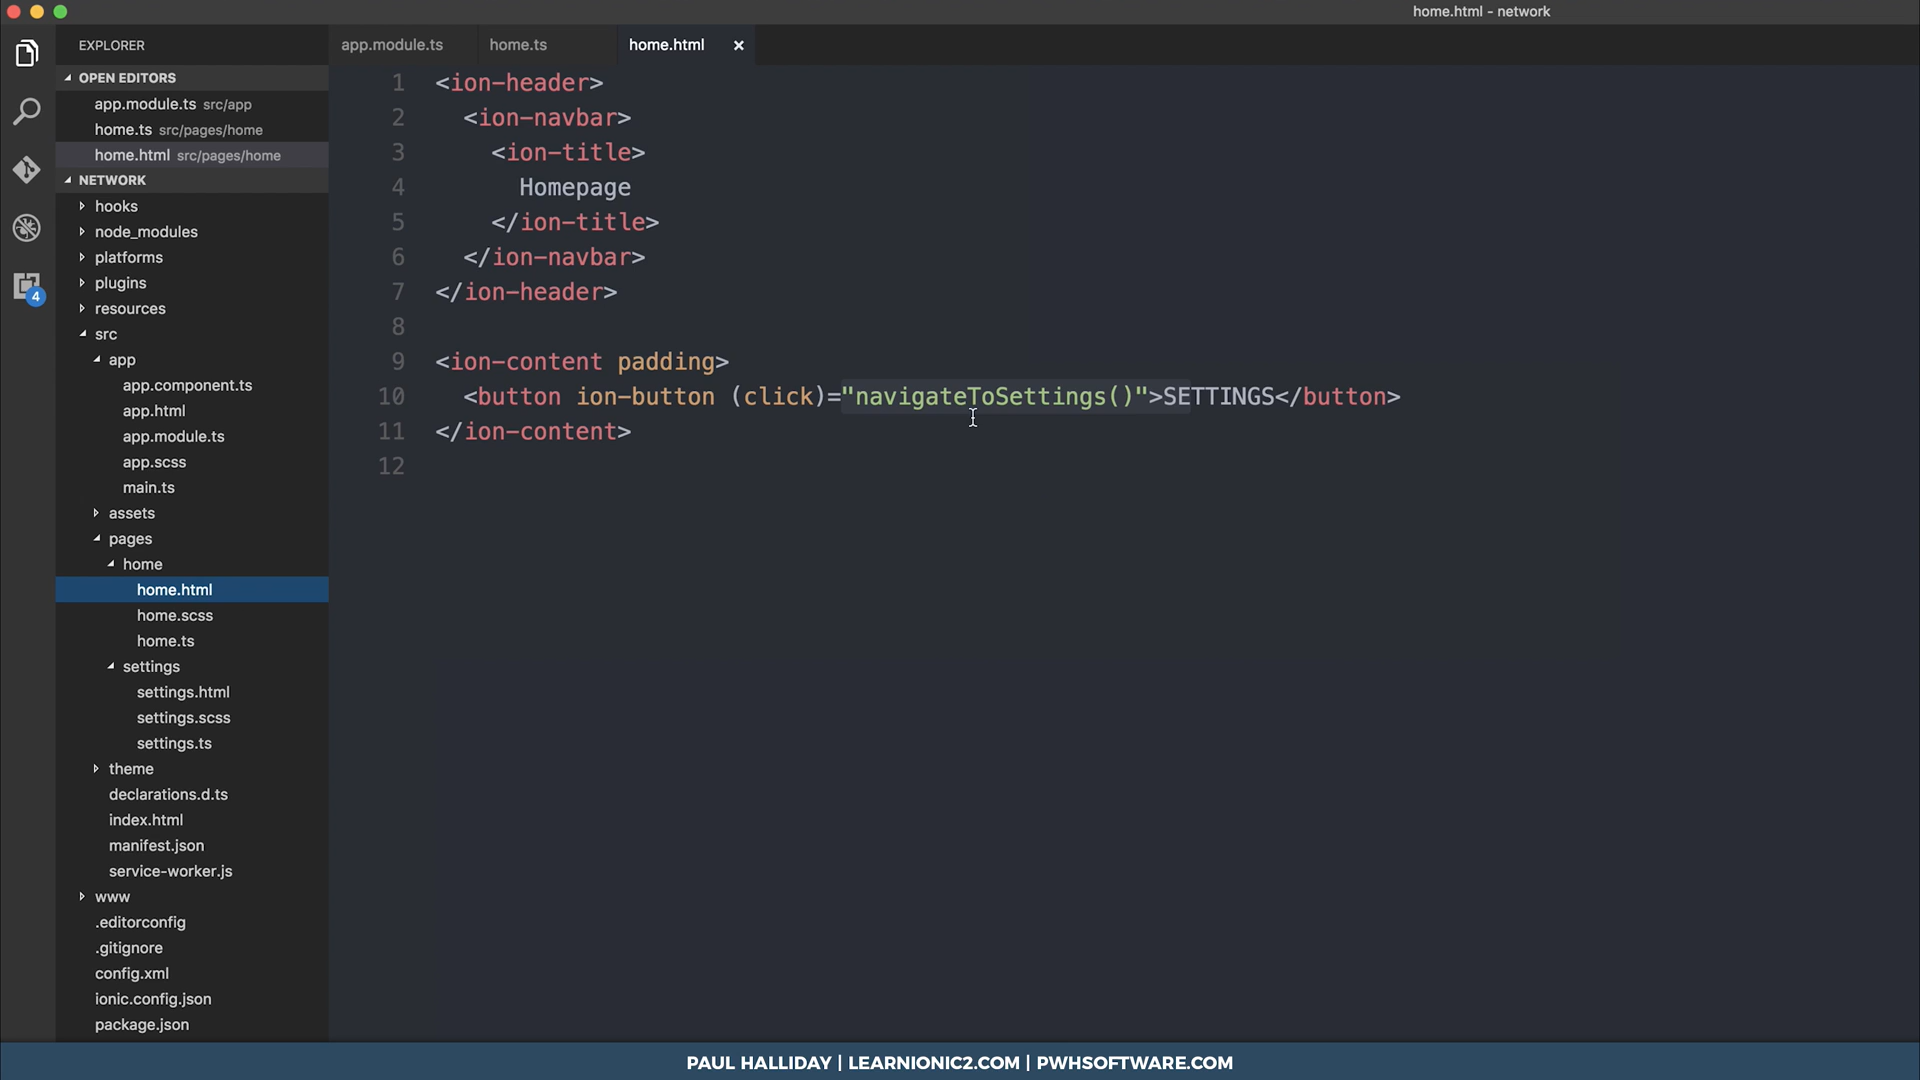 home.html - network
EXPLORER
OPEN EDITORS
app.module.ts src/app
home.ts src/pages/home
home.html src/pages/home
NETWORK
hooks
node_modules
platforms
plugins
resources
src
app
app.component.ts
app.html
app.module.ts
app.scss
main.ts
assets
pages
home
home.html
home.scss
home.ts
settings
settings.html
settings.scss
settings.ts
theme
declarations.d.ts
index.html
manifest.json
service-worker.js
www
.editorconfig
.gitignore
config.xml
ionic.config.json
package.json
4
app.module.ts home.ts home.html
1 <ion-header>
2 <ion-navbar>
3 <ion-title>
4 Homepage
5 </ion-title>
6 </ion-navbar>
7 </ion-header>
8
9 <ion-content padding>
10 <button ion-button (click)="navigateToSettings()">SETTINGS</button>
11 </ion-content>
12
PAUL HALLIDAY | LEARNIONIC2.COM | PWHSOFTWARE.COM